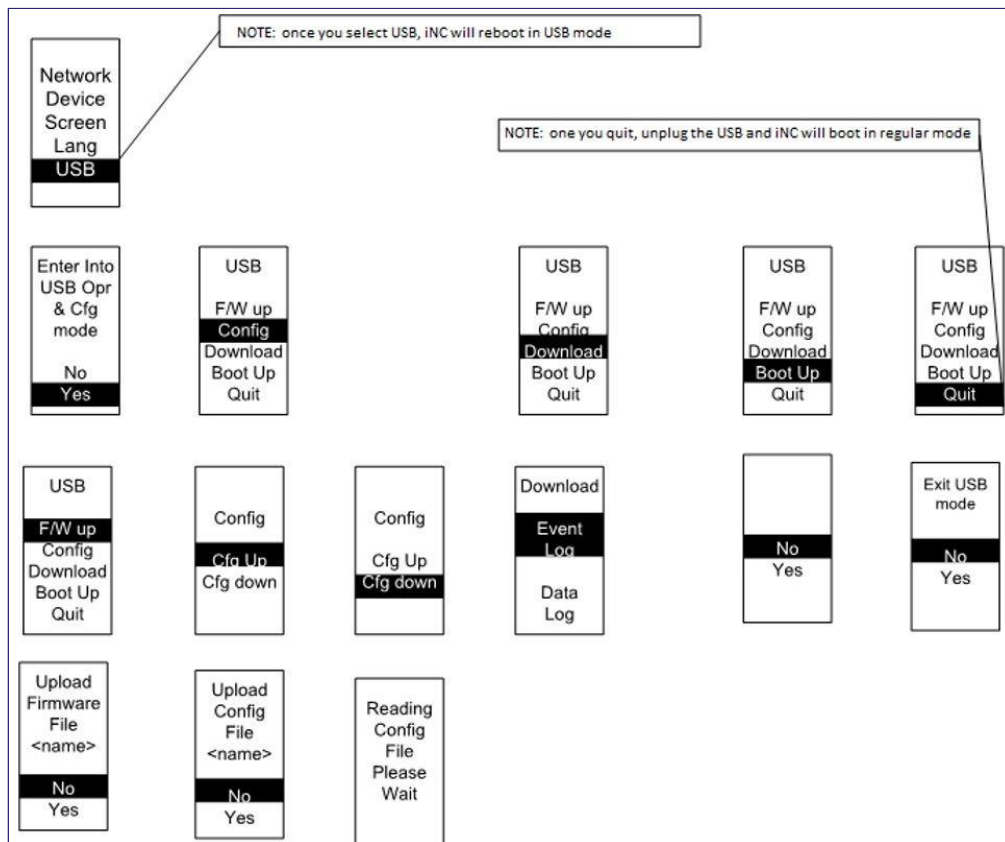 NOTE: once you select USB, iNC will reboot in USB mode
Network
Device
Screen
Lang
USB
NOTE: one you quit, unplug the USB and iNC will boot in regular mode
Enter Into
USB Opr
& Cfg
mode
No
Yes
USB
F/W up
Config
Download
Boot Up
Quit
USB
F/W up
Config
Download
Boot Up
Quit
USB
F/W up
Config
Download
Boot Up
Quit
USB
F/W up
Config
Download
Boot Up
Quit
USB
F/W up
Config
Download
Boot Up
Quit
Config
Cfg Up
Cfg down
Config
Cfg Up
Cfg down
Download
Event
Log
Data
Log
No
Yes
Exit USB
mode
No
Yes
Upload
Firmware
File
<name>
No
Yes
Upload
Config
File
<name>
No
Yes
Reading
Config
File
Please
Wait